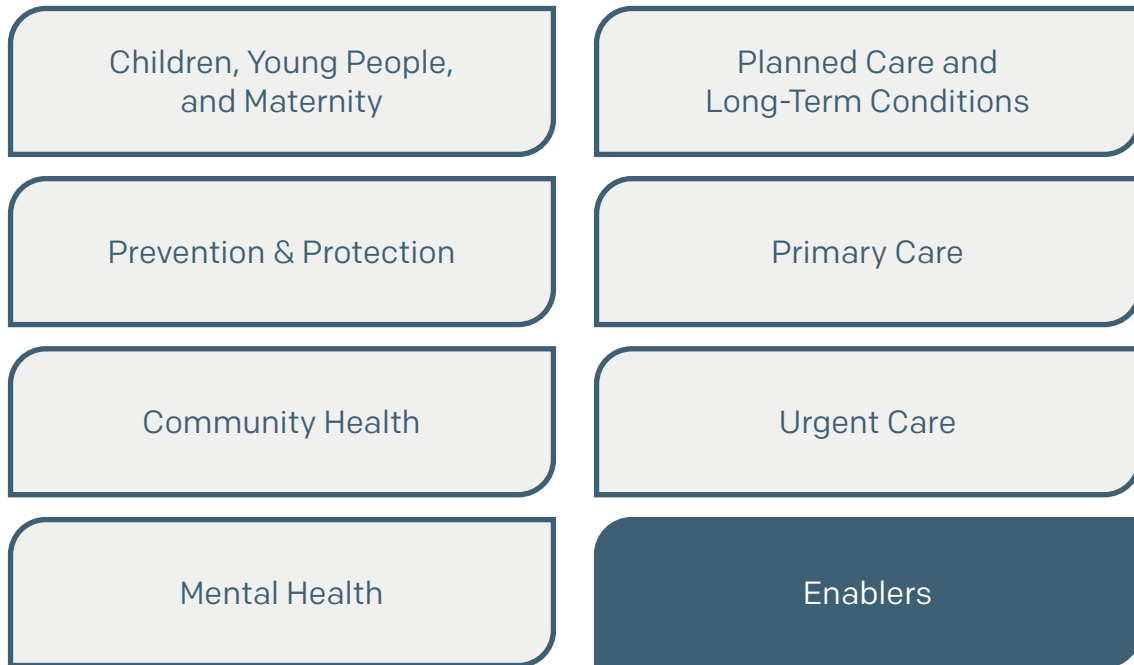 Children, Young People,
and Maternity
Planned Care and
Long-Term Conditions
Prevention & Protection
Primary Care
Community Health
Urgent Care
Mental Health
Enablers